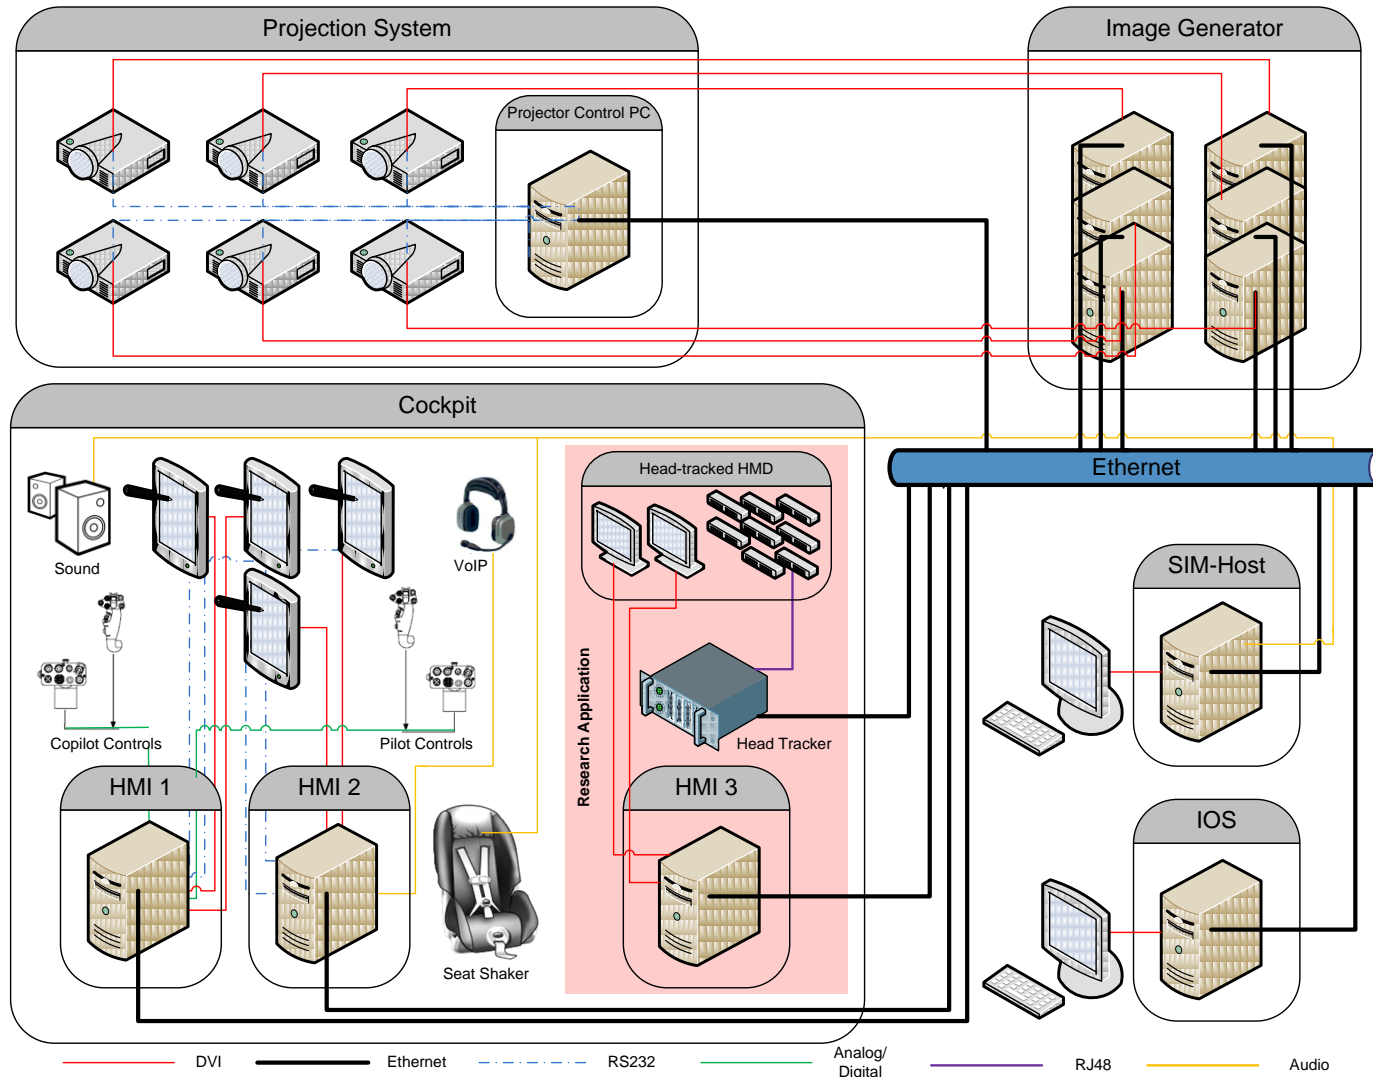 Projection System
Image Generator
Projector Control PC
Cockpit
Ethernet
Head-tracked HMD
Sound
VoIP
SIM-Host
Research Application
Copilot Controls
Pilot Controls
Head Tracker
HMI 1
HMI 2
HMI 3
IOS
Seat Shaker
DVI
Ethernet
RS232
Analog/
Digital
RJ48
Audio